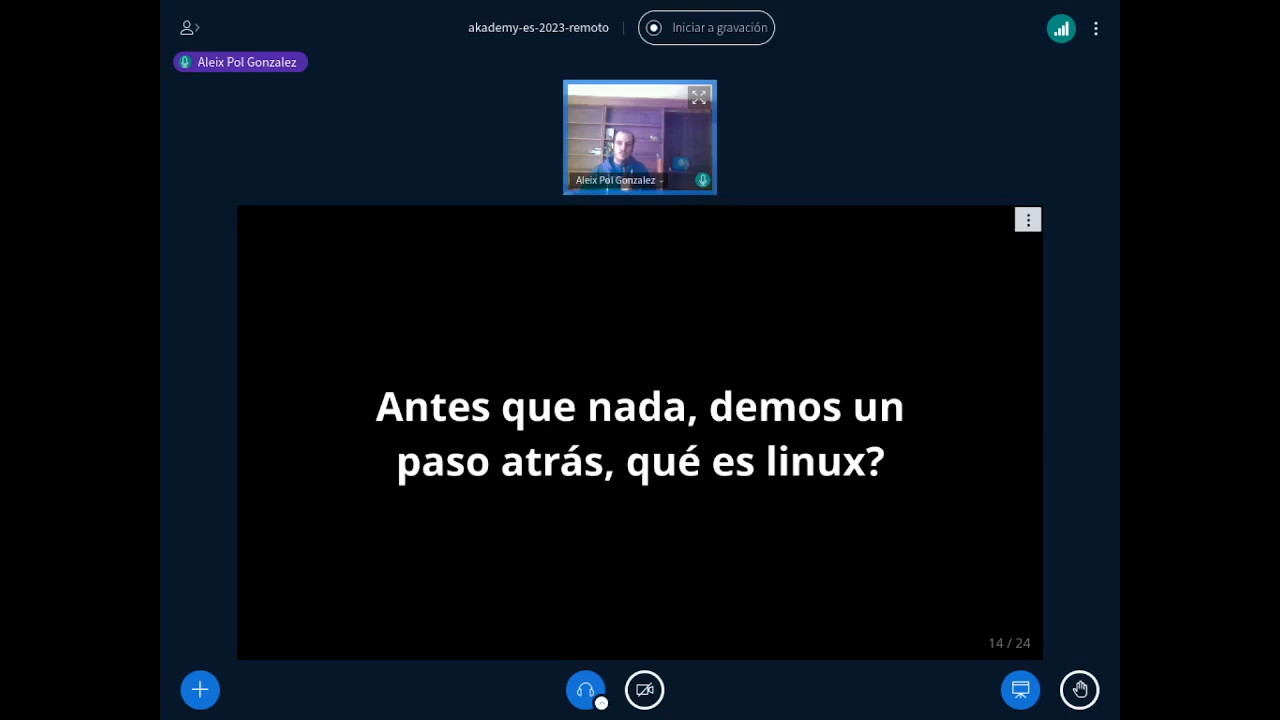 akademy-es-2023-remoto
Iniciar a gravación
Aleix Pol Gonzalez
Aleix Pol Gonzalez
Antes que nada, demos un
paso atrás, qué es linux?
14 / 24